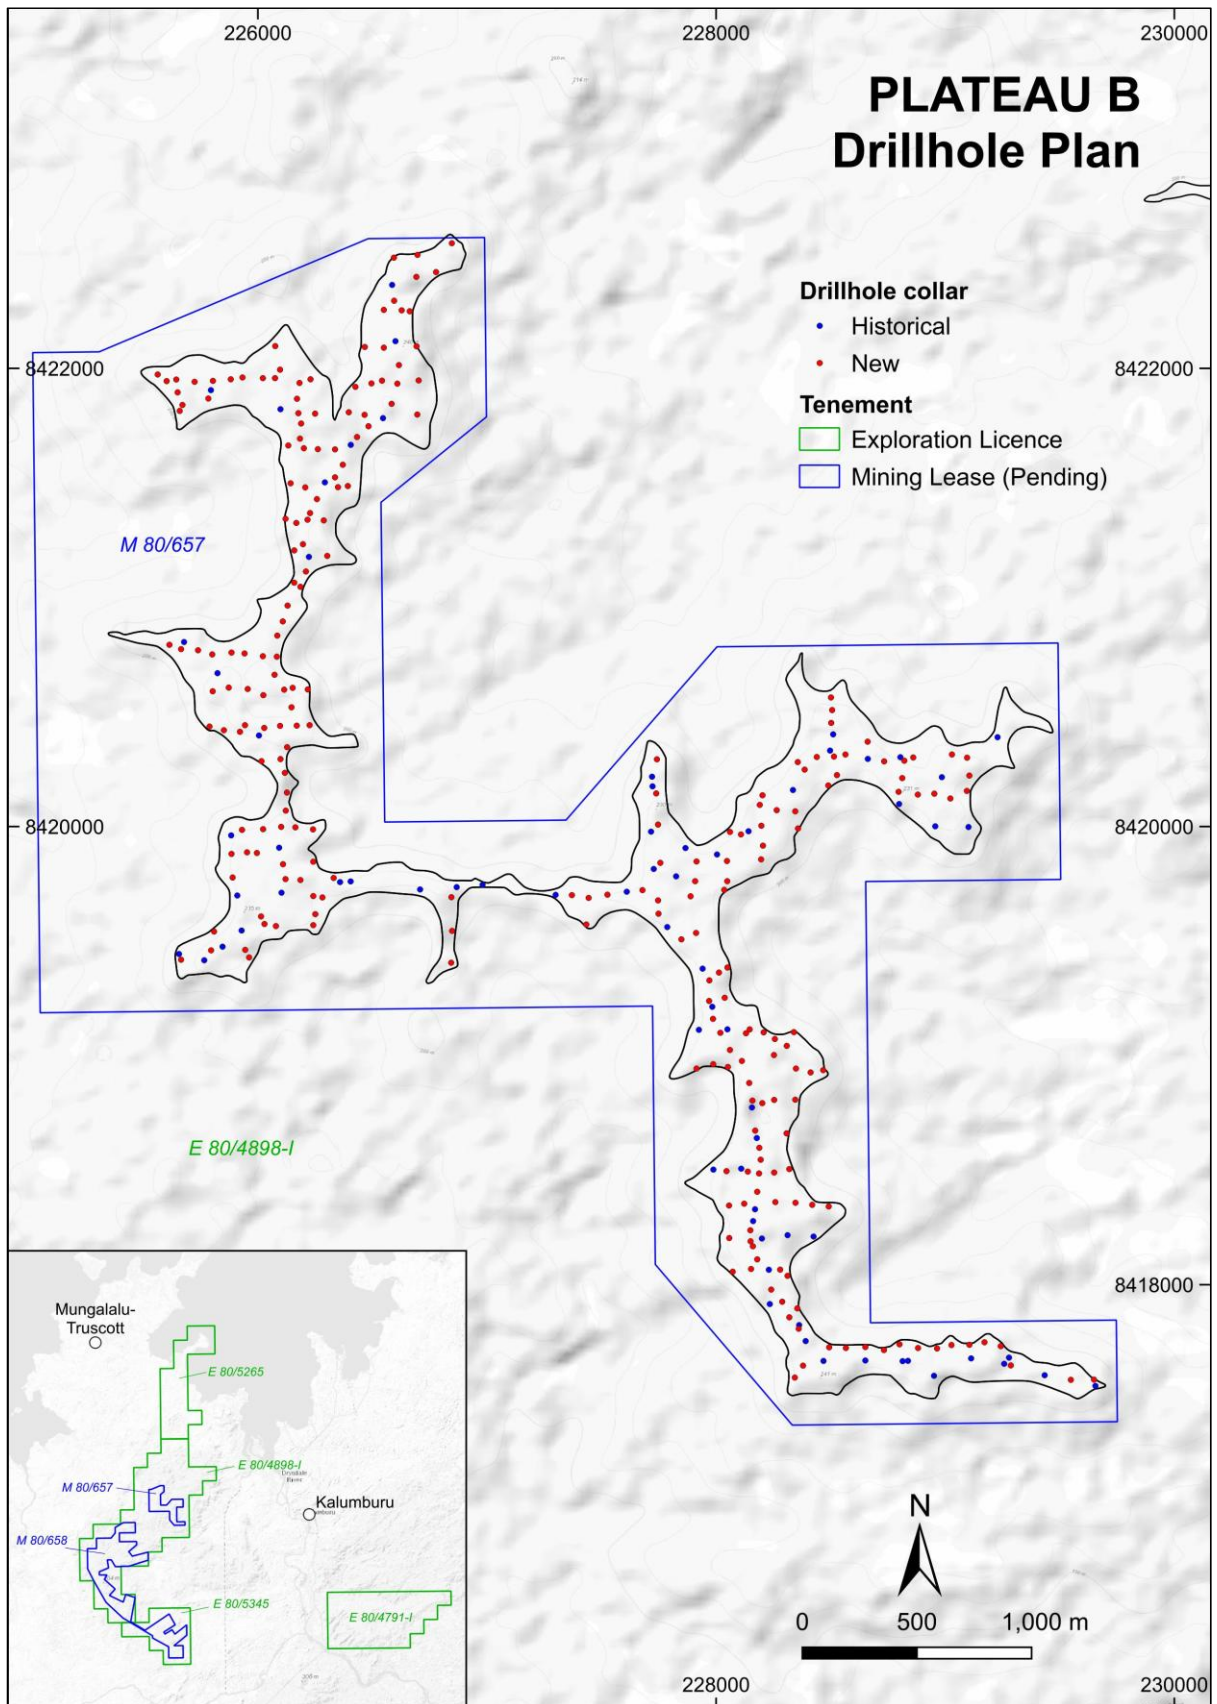 226000
228000
230000
PLATEAU B
Drillhole Plan
Drillhole collar
Historical
New
Tenement
Exploration Licence
Mining Lease (Pending)
8422000
8422000
M 80/657
8420000
8420000
E 80/4898-I
8418000
Mungalalu-
Truscott
E 80/5265
E 80/4898-I
M 80/657
Kalumburu
M 80/658
E 80/5345
E 80/4791-I
N
0
500
1,000 m
228000
230000